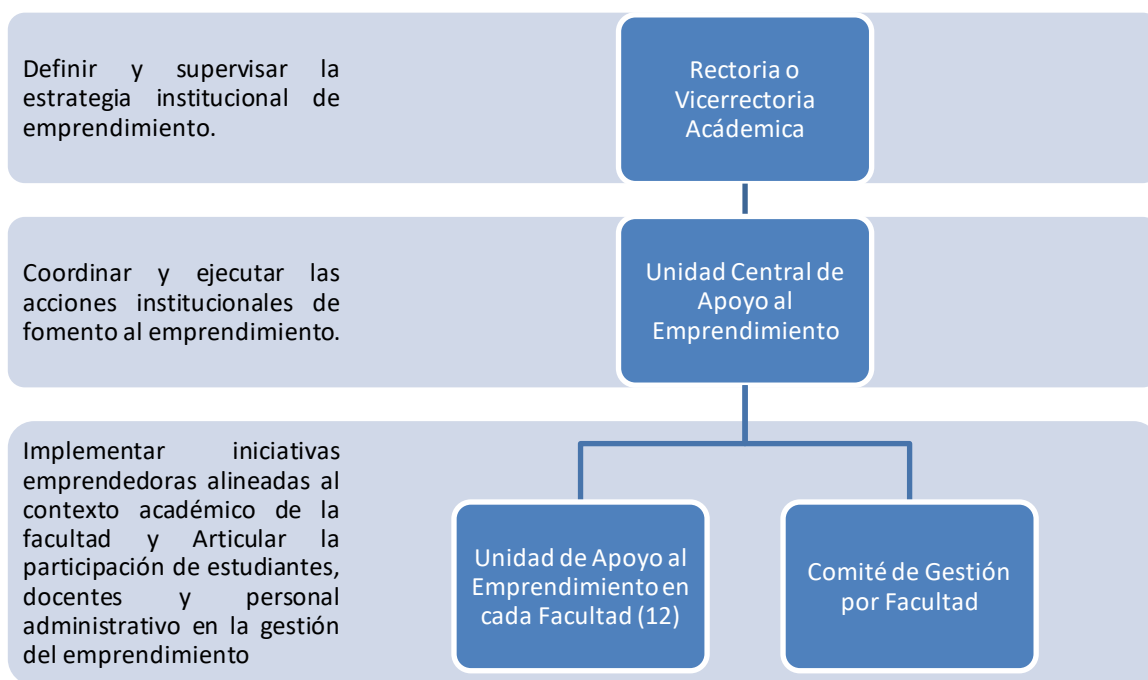 Definir y supervisar la
estrategia institucional de
emprendimiento.
Rectoria o
Vicerrectoria
Acádemica
Coordinar y ejecutar las
acciones institucionales de
fomento al emprendimiento.
Unidad Central de
Apoyo al
Emprendimiento
Implementar iniciativas
emprendedoras alineadas al
contexto académico de la
facultad y Articular la
participación de estudiantes,
docentes y personal
administrativo en la gestión
del emprendimiento
Unidad de Apoyo al
Emprendimiento en
cada Facultad (12)
Comité de Gestión
por Facultad